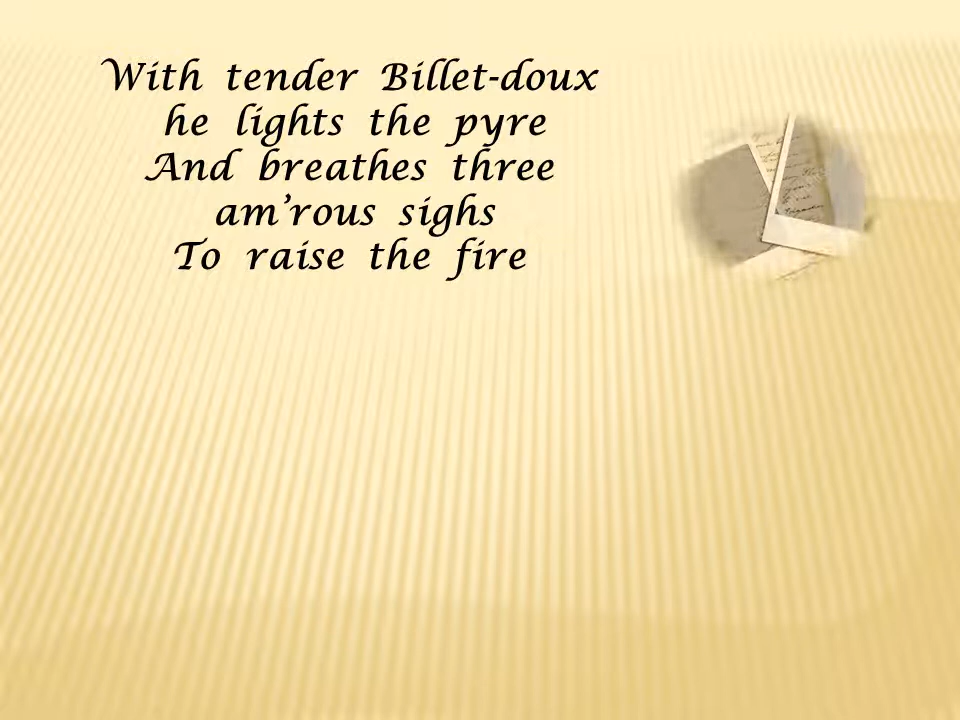 With tender Billet-doux
he lights the pyre
And breathes three
am’rous sighs
To raise the fire